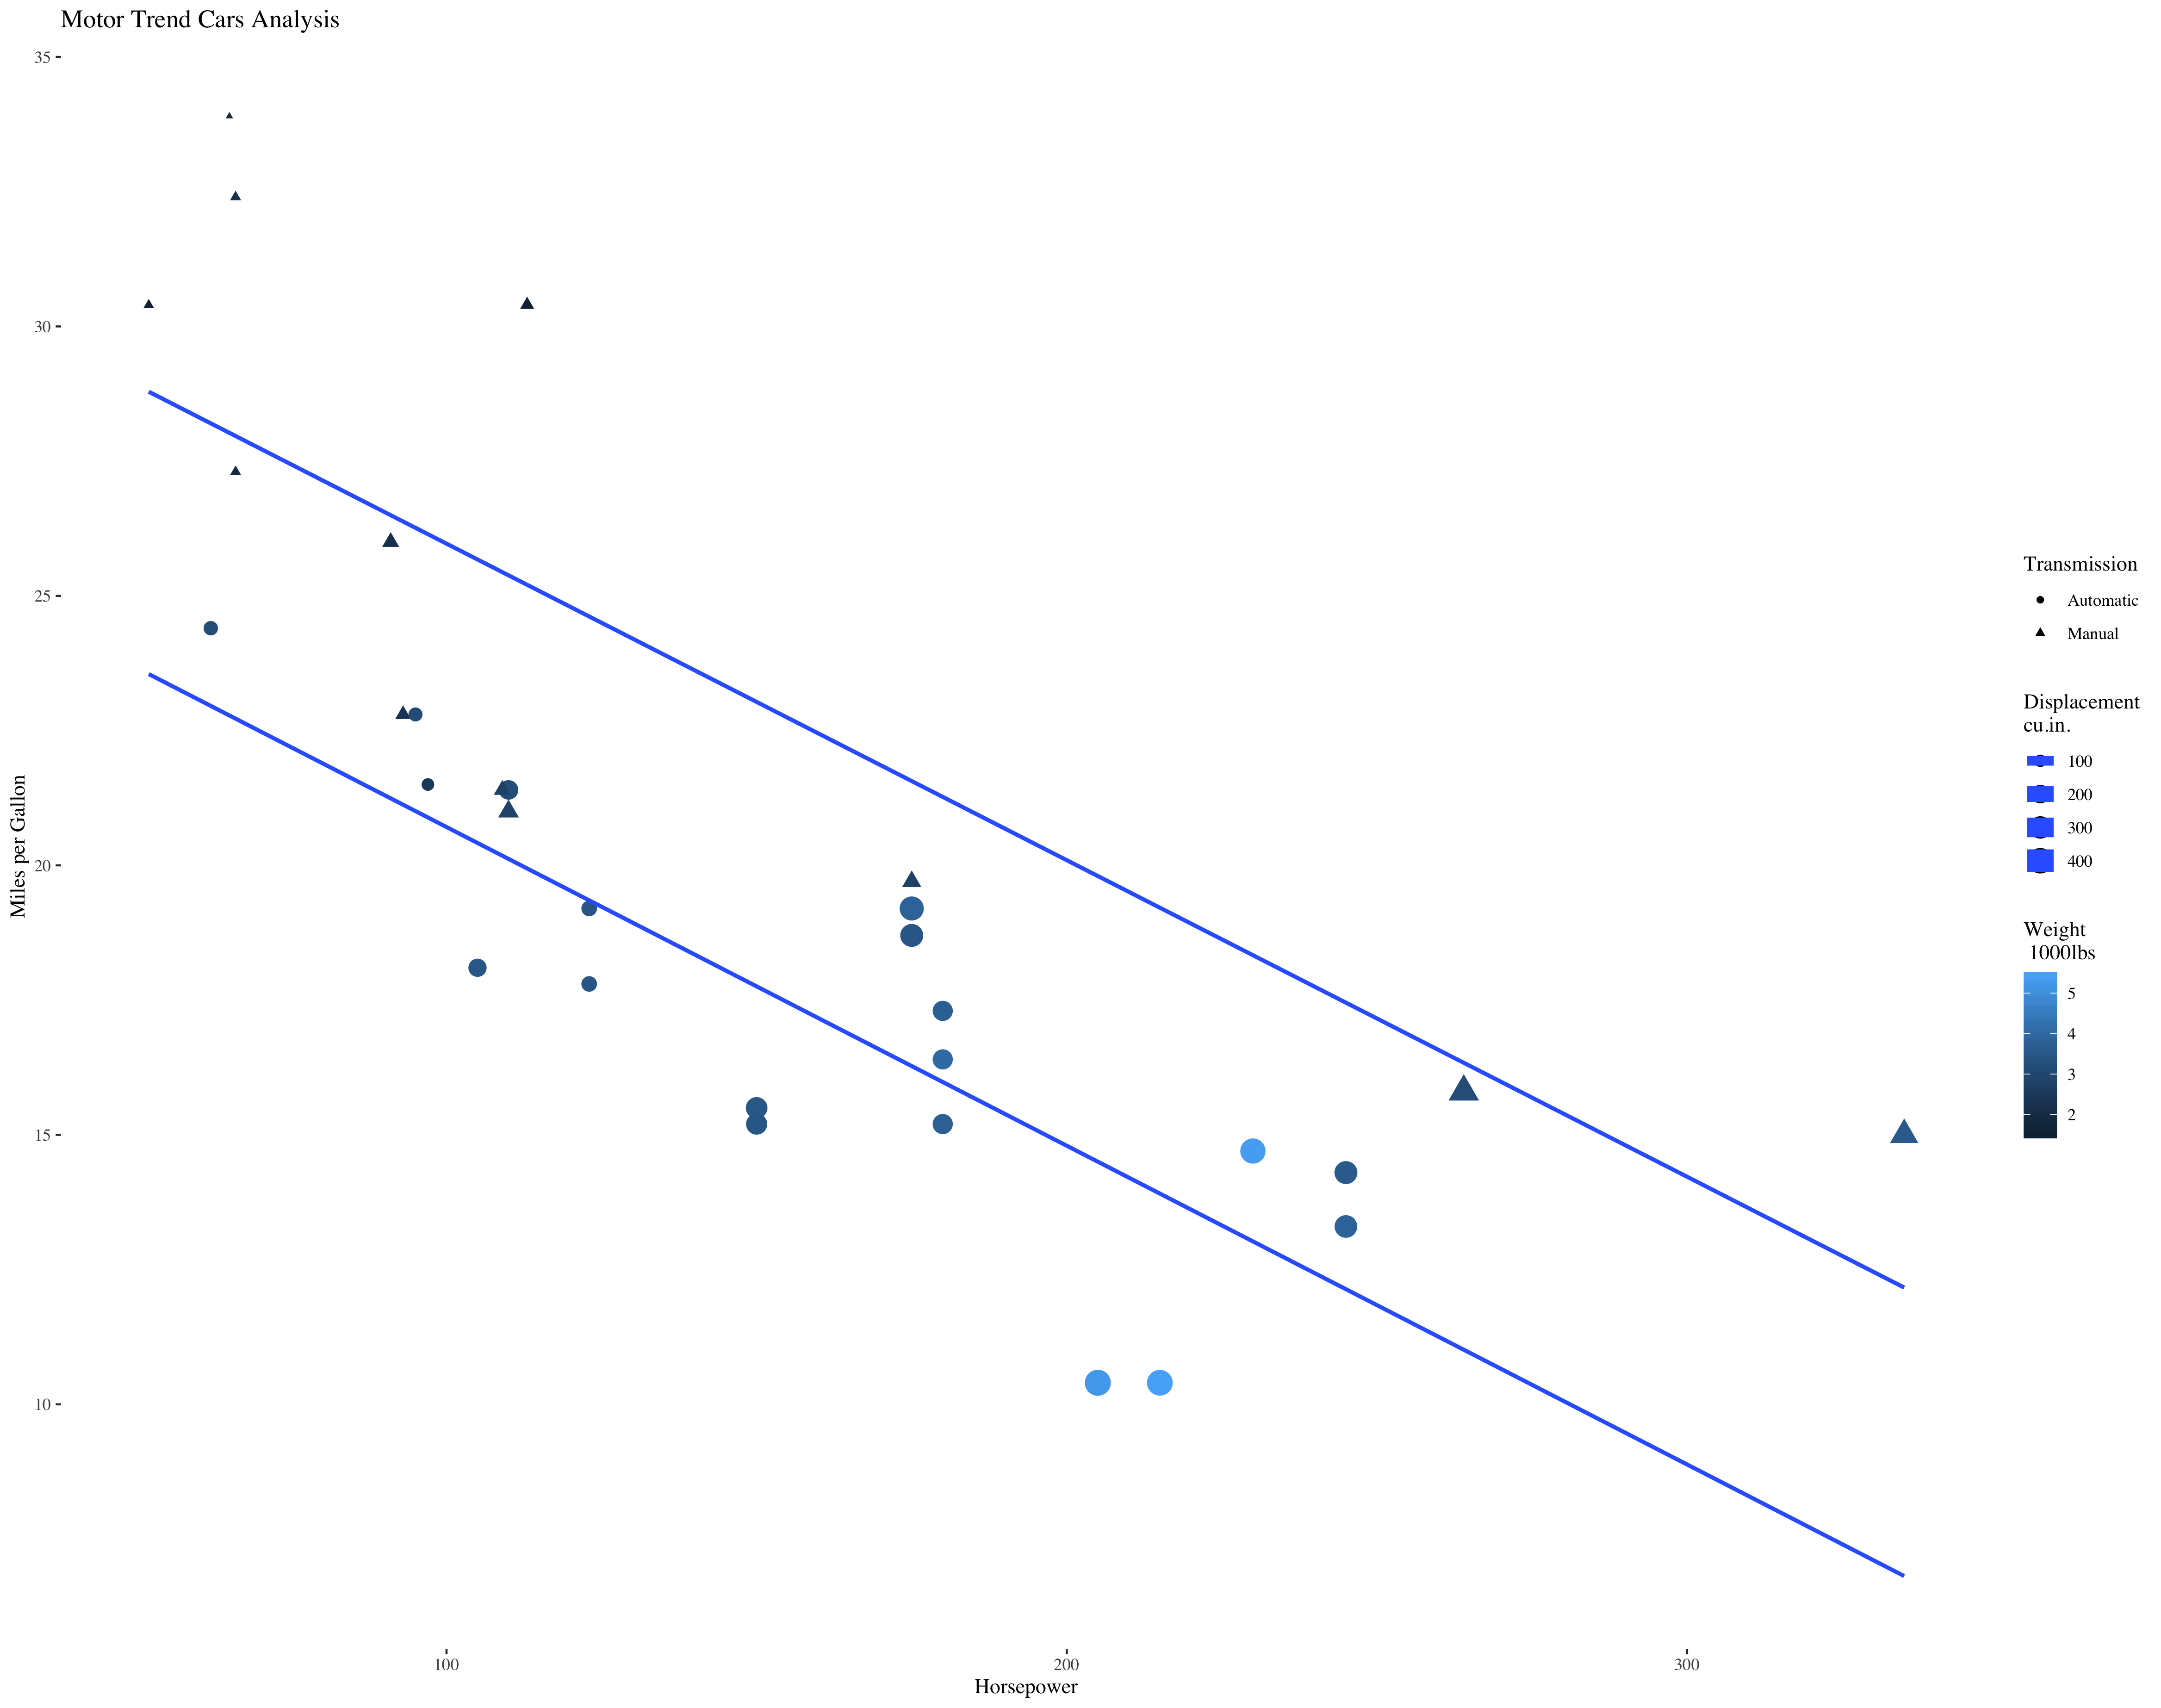 Motor Trend Cars Analysis
35
30
25
20
15
10
Miles per Gallon
100
200
300
Horsepower
Transmission
Automatic
Manual
Displacement
cu.in.
100
200
300
400
Weight
1000lbs
5
4
3
2